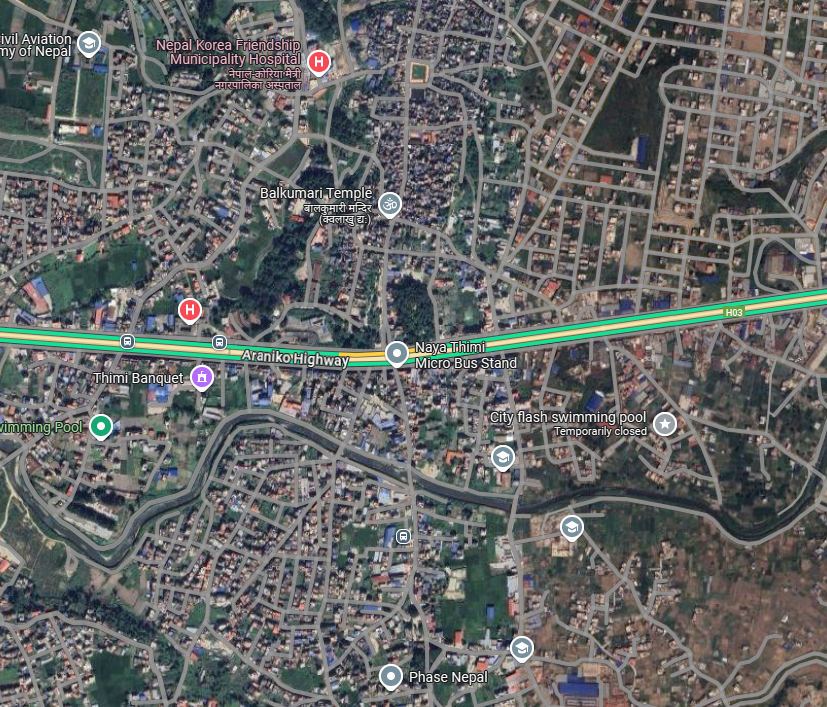 ivil Aviation
my of Nepal
Nepal Korea Friendship
Municipality Hospital
नेपाल-कोरिया मैत्री
नगरपालिका अस्पताल
H
Balkumari Temple
बालकुमारी मन्दिर
(क्वलाखु द्यः)
ॐ
H
H03
Naya Thimi
Micro Bus Stand
Araniko Highway
Thimi Banquet
wimming Pool
City flash swimming pool
Temporarily closed
Phase Nepal